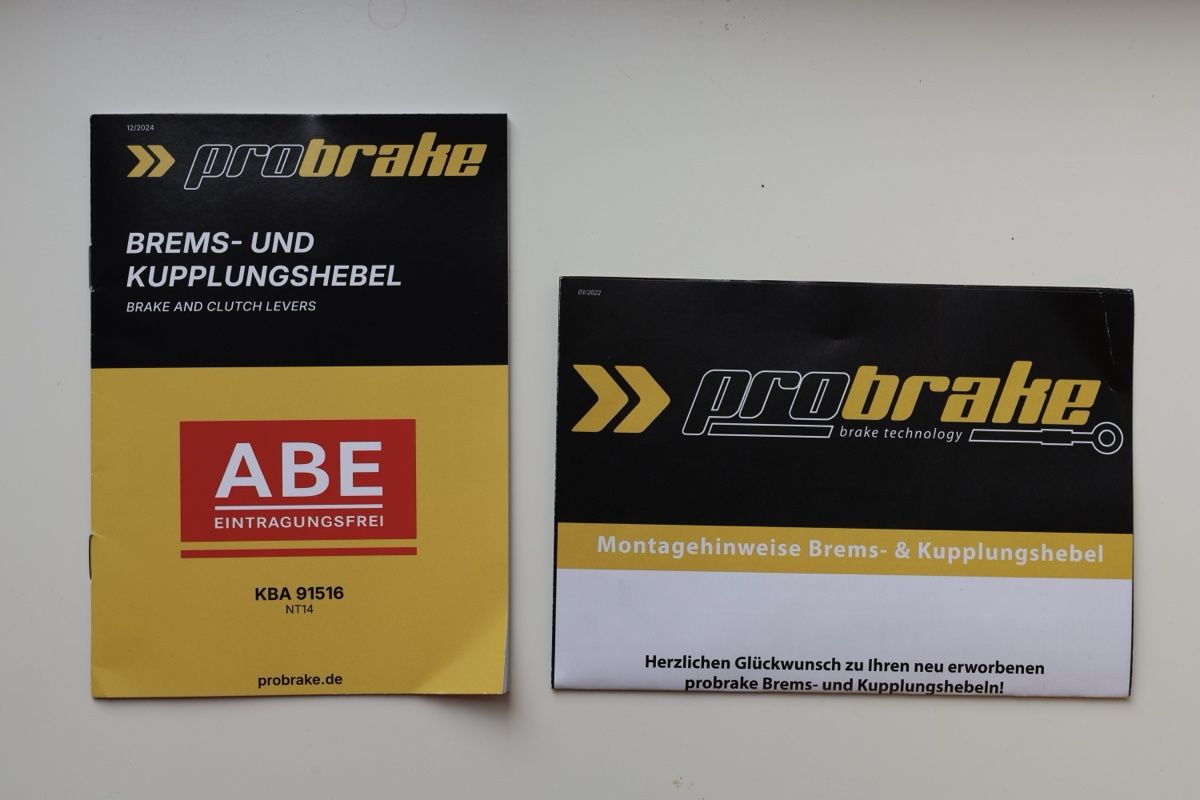 12/2024
probrake
BREMS- UND
KUPPLUNGSHEBEL
BRAKE AND CLUTCH LEVERS
ABE
EINTRAGUNGSFREI
KBA 91516
NT14
probrake.de
03/2022
probrake
brake technology
Montagehinweise Brems- & Kupplungshebel
Herzlichen Glückwunsch zu Ihren neu erworbenen
probrake Brems- und Kupplungshebeln!